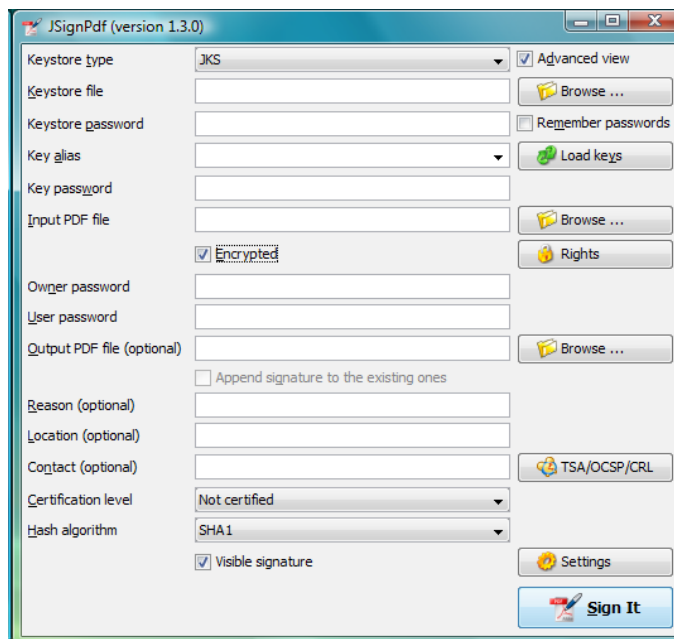 JSignPdf (version 1.3.0)
Keystore type JKS Advanced view
Keystore file Browse ...
Keystore password Remember passwords
Key alias Load keys
Key password
Input PDF file Browse ...
Encrypted Rights
Owner password
User password
Output PDF file (optional) Browse ...
Append signature to the existing ones
Reason (optional)
Location (optional)
Contact (optional) TSA/OCSP/CRL
Certification level Not certified
Hash algorithm SHA1
Visible signature Settings
Sign It